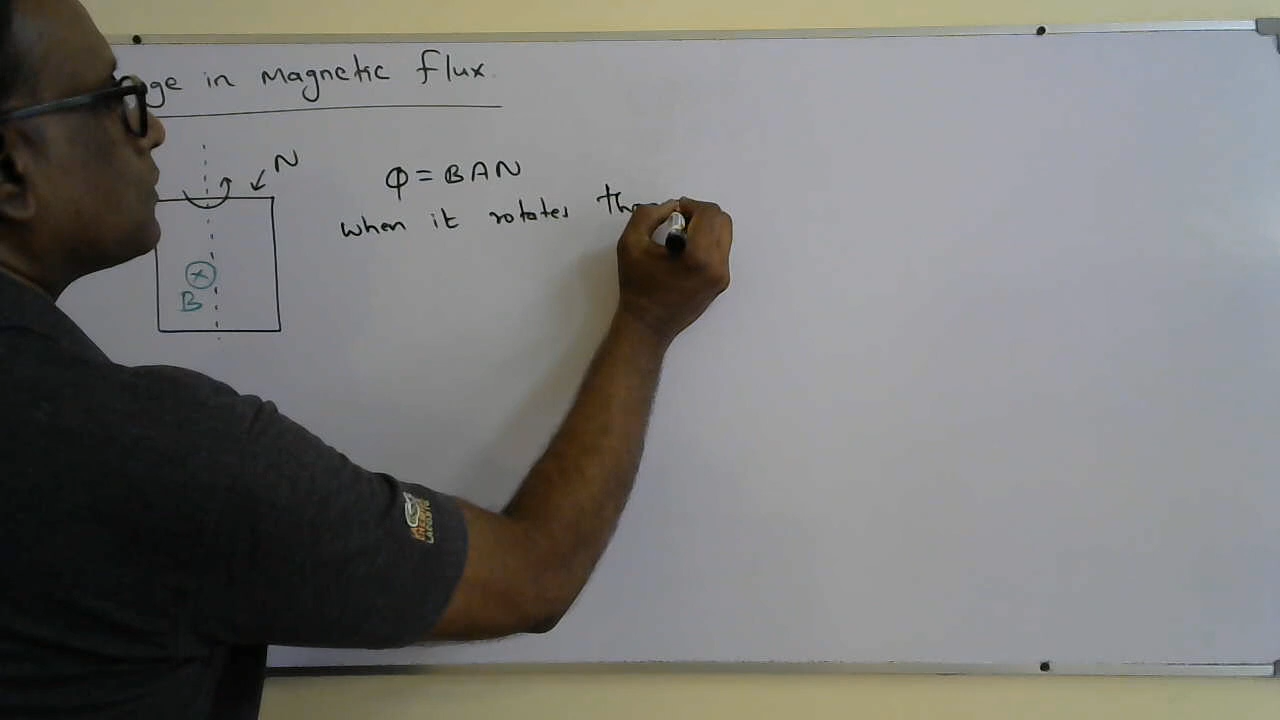 ge in Magnetic flux
N
φ = BAN
when it rotates
B